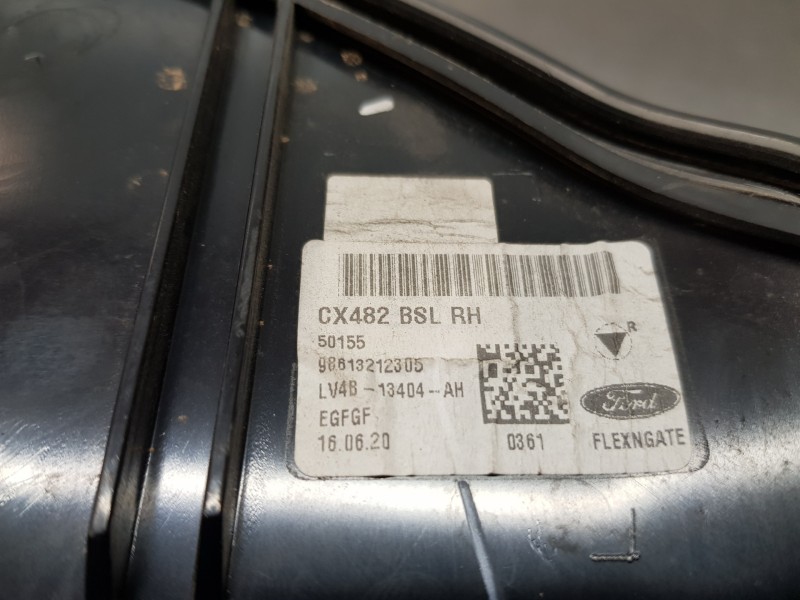 CX482 BSL RH
50155
98613212305
LV4B-13404-AH
EGFGF
16.06.20
0361
R
Ford
FLEXNGATE